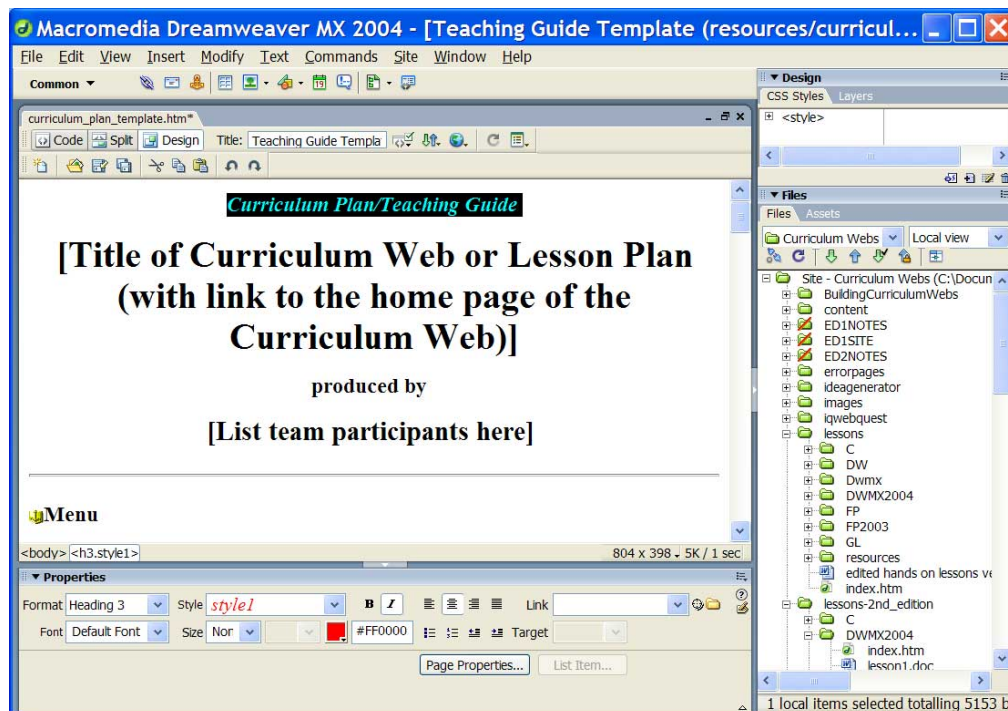 Macromedia Dreamweaver MX 2004 - [Teaching Guide Template (resources/curricul...
File Edit View Insert Modify Text Commands Site Window Help
Common
curriculum_plan_template.htm*
Code Split Design Title: Teaching Guide Templa
Curriculum Plan/Teaching Guide
[Title of Curriculum Web or Lesson Plan
(with link to the home page of the
Curriculum Web)]
produced by
[List team participants here]
Menu
<body> <h3.style1> 804 x 398 5K / 1 sec
Properties
Format Heading 3 Style style1 B I Link
Font Default Font Size Nor #FF0000 Target
Page Properties... List Item...
Design
CSS Styles Layers
<style>
Files
Files Assets
Curriculum Webs Local view
Site - Curriculum Webs (C:\Docum
BuildingCurriculumWebs
content
ED1NOTES
ED1SITE
ED2NOTES
errorpages
ideagenerator
images
iqwebquest
lessons
C
DW
Dwmx
DWMX2004
FP
FP2003
GL
resources
edited hands on lessons ve
index.htm
lessons-2nd_edition
C
DWMX2004
index.htm
lesson1.doc
1 local items selected totalling 5153 b